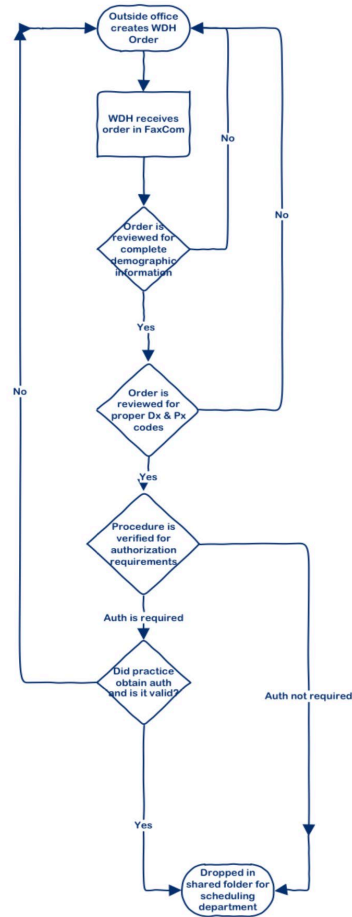 Outside office
creates WDH
Order
WDH receives
order in FaxCom
No
Order is
reviewed for
complete
demographic
information
No
Yes
Order is
reviewed for
proper Dx & Px
codes
No
Yes
Procedure is
verified for
authorization
requirements
Auth is required
Did practice
obtain auth
and is it valid?
Auth not required
Yes
Dropped in
shared folder for
scheduling
department